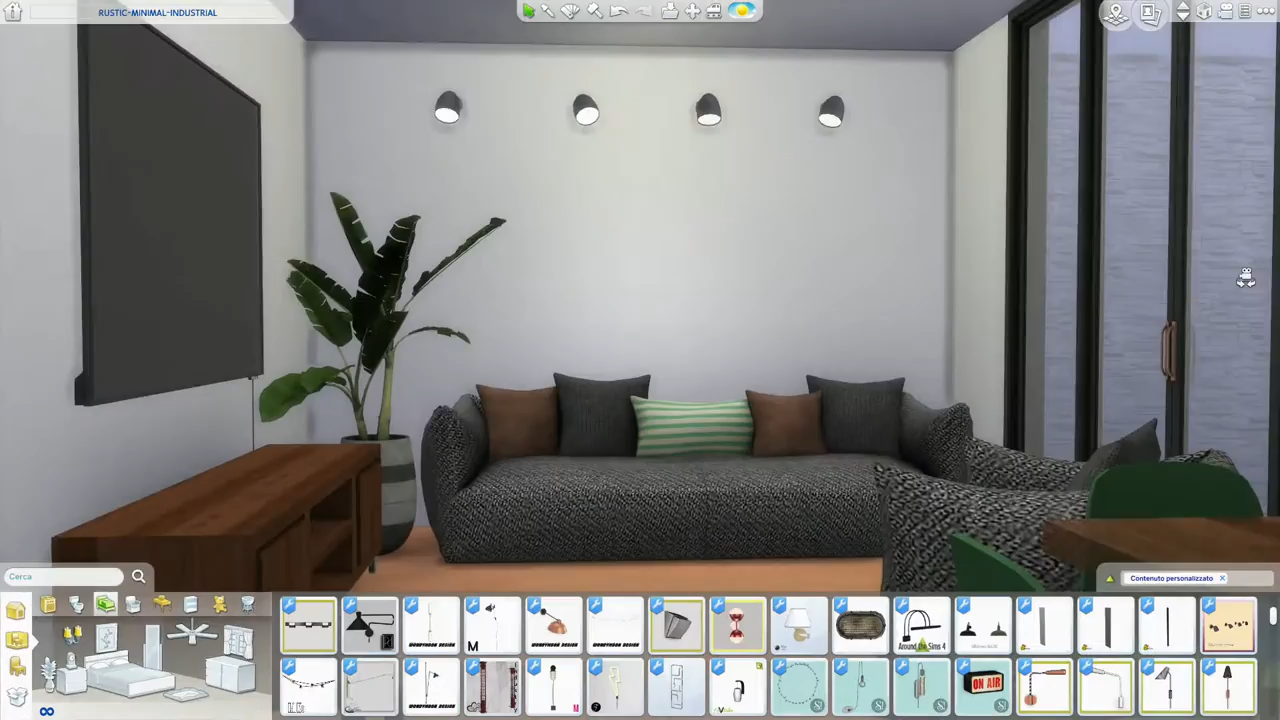 RUSTIC-MINIMAL-INDUSTRIAL
Cerca
Contenuto personalizzato
M
Around the Sims 4
ON AIR